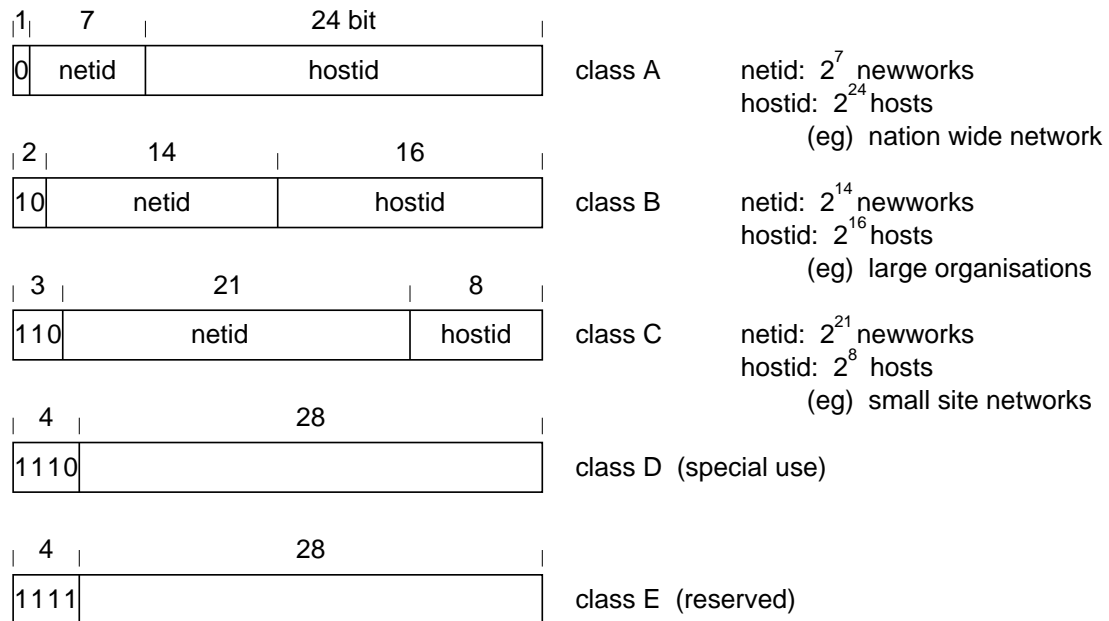 1 7 24 bit
0 netid hostid class A netid: 2^7 newworks
hostid: 2^24 hosts
(eg) nation wide network
2 14 16
10 netid hostid class B netid: 2^14 newworks
hostid: 2^16 hosts
(eg) large organisations
3 21 8
110 netid hostid class C netid: 2^21 newworks
hostid: 2^8 hosts
(eg) small site networks
4 28
1110 class D (special use)
4 28
1111 class E (reserved)